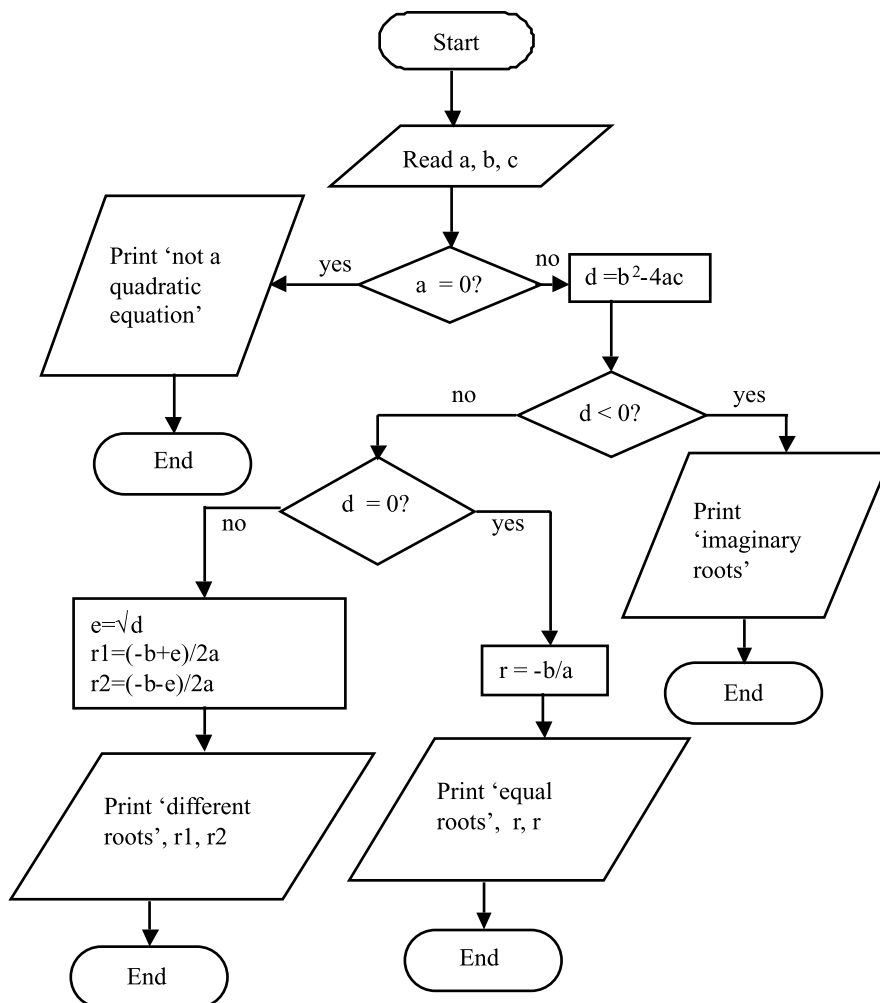 Start
Read a, b, c
Print ‘not a
quadratic
equation’
yes
a = 0?
no
d =b²-4ac
End
no
d < 0?
yes
no
d = 0?
yes
Print
‘imaginary
roots’
e=√d
r1=(-b+e)/2a
r2=(-b-e)/2a
r = -b/a
End
Print ‘different
roots’, r1, r2
Print ‘equal
roots’, r, r
End
End